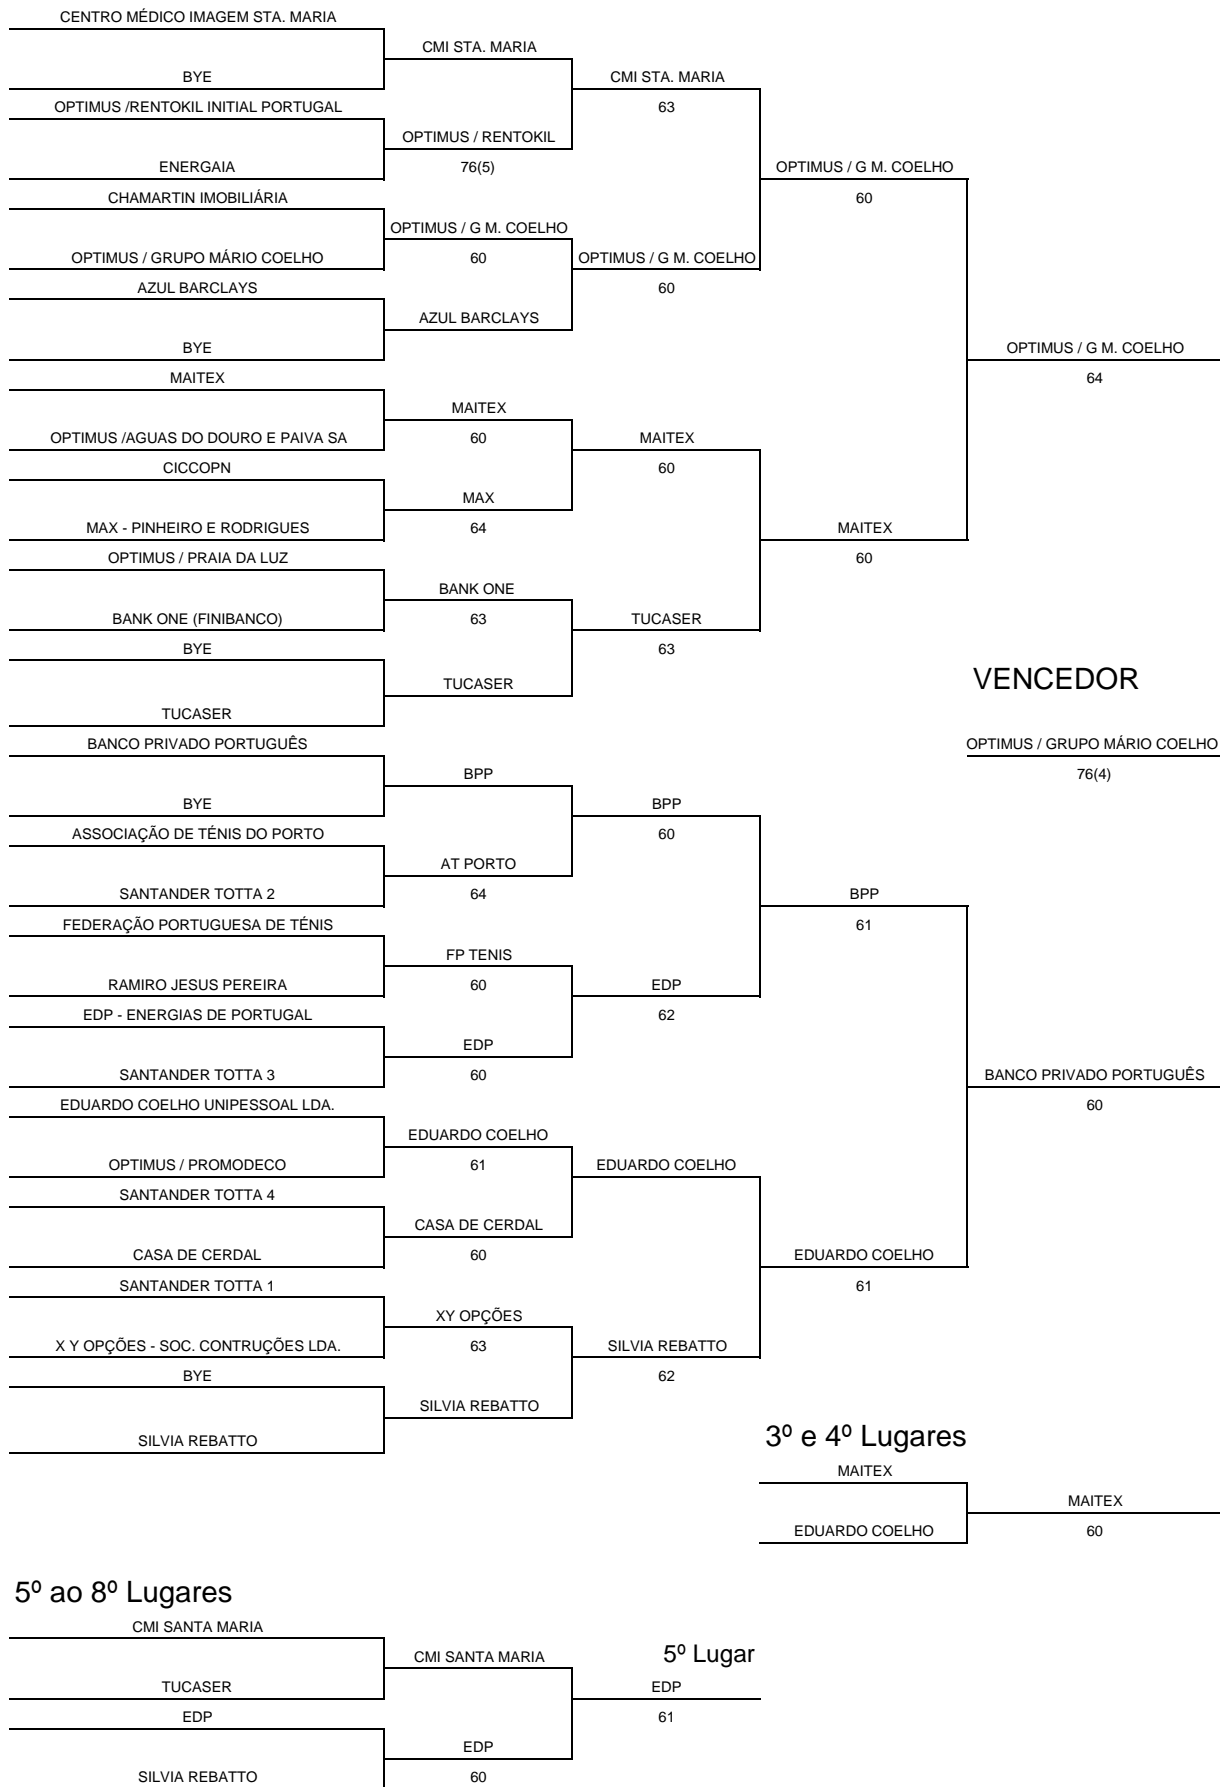 CENTRO MÉDICO IMAGEM STA. MARIA
CMI STA. MARIA
BYE
CMI STA. MARIA
OPTIMUS /RENTOKIL INITIAL PORTUGAL
63
OPTIMUS / RENTOKIL
ENERGAIA
76(5)
OPTIMUS / G M. COELHO
CHAMARTIN IMOBILIÁRIA
60
OPTIMUS / G M. COELHO
OPTIMUS / GRUPO MÁRIO COELHO
60
OPTIMUS / G M. COELHO
AZUL BARCLAYS
60
AZUL BARCLAYS
BYE
OPTIMUS / G M. COELHO
MAITEX
64
MAITEX
OPTIMUS /AGUAS DO DOURO E PAIVA SA
60
MAITEX
CICCOPN
60
MAX
MAX - PINHEIRO E RODRIGUES
64
MAITEX
OPTIMUS / PRAIA DA LUZ
60
BANK ONE
BANK ONE (FINIBANCO)
63
TUCASER
BYE
63
VENCEDOR
TUCASER
TUCASER
BANCO PRIVADO PORTUGUÊS
OPTIMUS / GRUPO MÁRIO COELHO
BPP
76(4)
BYE
BPP
ASSOCIAÇÃO DE TÉNIS DO PORTO
60
AT PORTO
SANTANDER TOTTA 2
64
BPP
FEDERAÇÃO PORTUGUESA DE TÉNIS
61
FP TENIS
RAMIRO JESUS PEREIRA
60
EDP
EDP - ENERGIAS DE PORTUGAL
62
EDP
SANTANDER TOTTA 3
60
BANCO PRIVADO PORTUGUÊS
EDUARDO COELHO UNIPESSOAL LDA.
60
EDUARDO COELHO
OPTIMUS / PROMODECO
61
EDUARDO COELHO
SANTANDER TOTTA 4
CASA DE CERDAL
CASA DE CERDAL
60
EDUARDO COELHO
SANTANDER TOTTA 1
61
XY OPÇÕES
X Y OPÇÕES - SOC. CONTRUÇÕES LDA.
63
SILVIA REBATTO
BYE
62
SILVIA REBATTO
SILVIA REBATTO
3º e 4º Lugares
MAITEX
MAITEX
EDUARDO COELHO
60
5º ao 8º Lugares
CMI SANTA MARIA
CMI SANTA MARIA
5º Lugar
TUCASER
EDP
EDP
61
EDP
SILVIA REBATTO
60